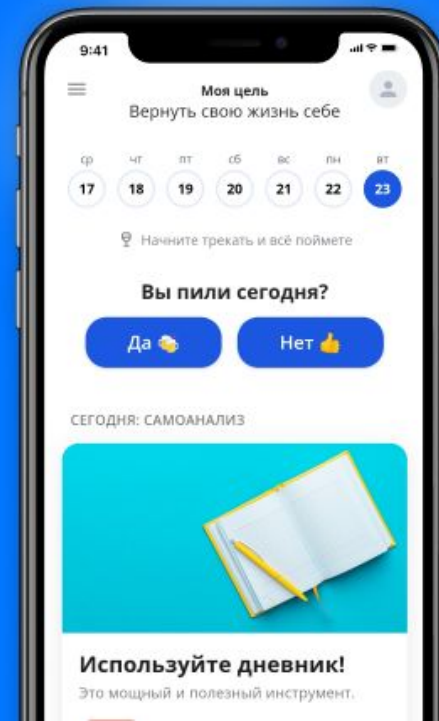 9:41
Моя цель
Вернуть свою жизнь себе
ср чт пт сб вс пн вт
17 18 19 20 21 22 23
Начните трекать и всё поймете
Вы пили сегодня?
Да 🍻 Нет 👍
СЕГОДНЯ: САМОАНАЛИЗ
Используйте дневник!
Это мощный и полезный инструмент.